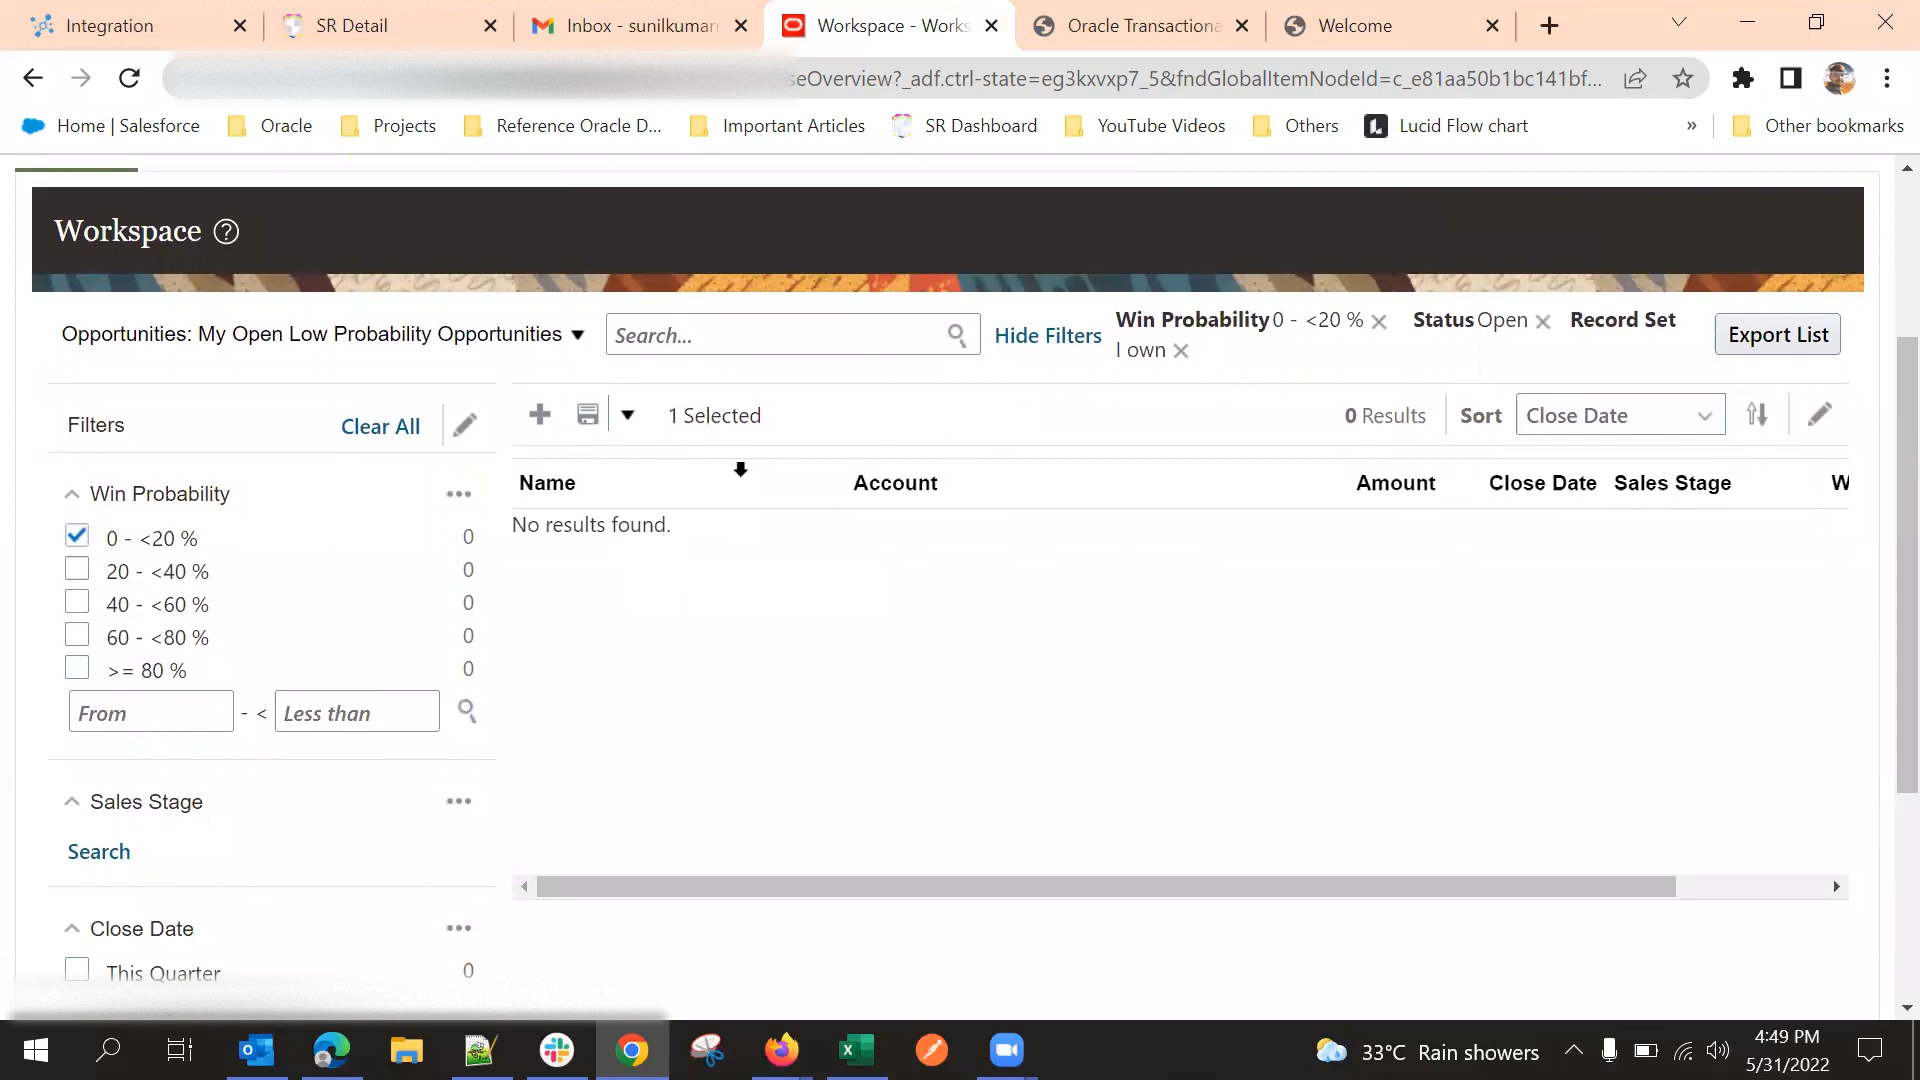 Integration
SR Detail
Inbox - sunilkumar
Workspace - Works
Oracle Transactiona
Welcome
seOverview?_adf.ctrl-state=eg3kxvxp7_5&fndGlobalItemNodeId=c_e81aa50b1bc141bf...
Home | Salesforce
Oracle
Projects
Reference Oracle D...
Important Articles
SR Dashboard
YouTube Videos
Others
Lucid Flow chart
»
Other bookmarks
Workspace ?
Opportunities: My Open Low Probability Opportunities
Search...
Hide Filters
Win Probability 0 - <20 %
Status Open
Record Set
I own
Export List
Filters
Clear All
1 Selected
0 Results
Sort
Close Date
Name
Account
Amount
Close Date
Sales Stage
W
No results found.
Win Probability
0 - <20 % 0
20 - <40 % 0
40 - <60 % 0
60 - <80 % 0
>= 80 % 0
From - < Less than
Sales Stage
Search
Close Date
This Quarter 0
33°C Rain showers
4:49 PM
5/31/2022